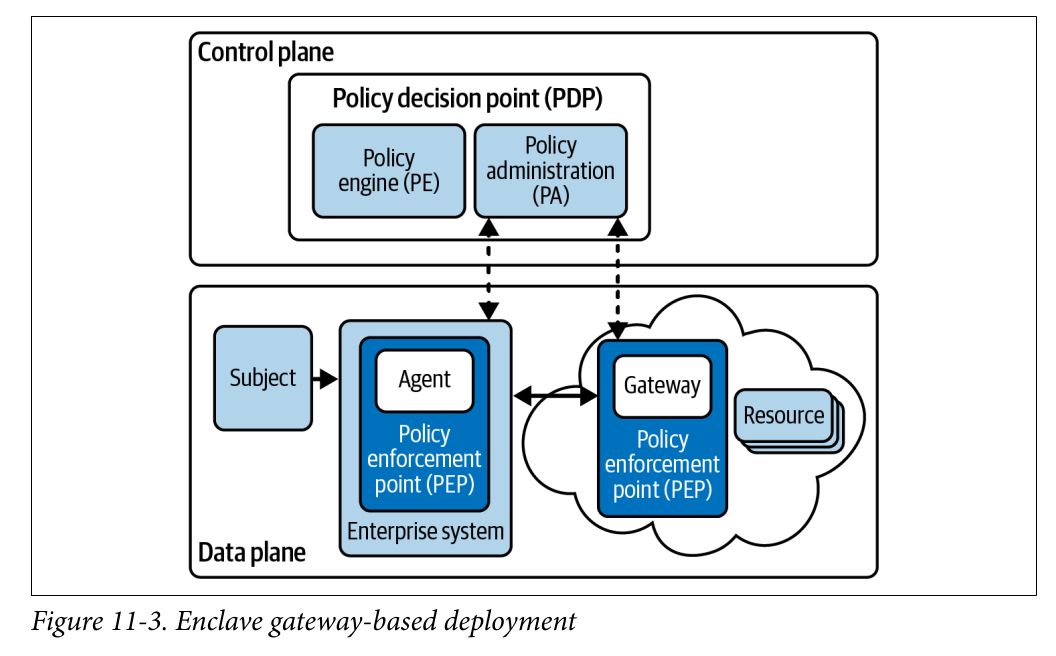 Control plane
Policy decision point (PDP)
Policy
engine (PE)
Policy
administration
(PA)
Subject
Agent
Policy
enforcement
point (PEP)
Enterprise system
Gateway
Policy
enforcement
point (PEP)
Resource
Data plane
Figure 11-3. Enclave gateway-based deployment